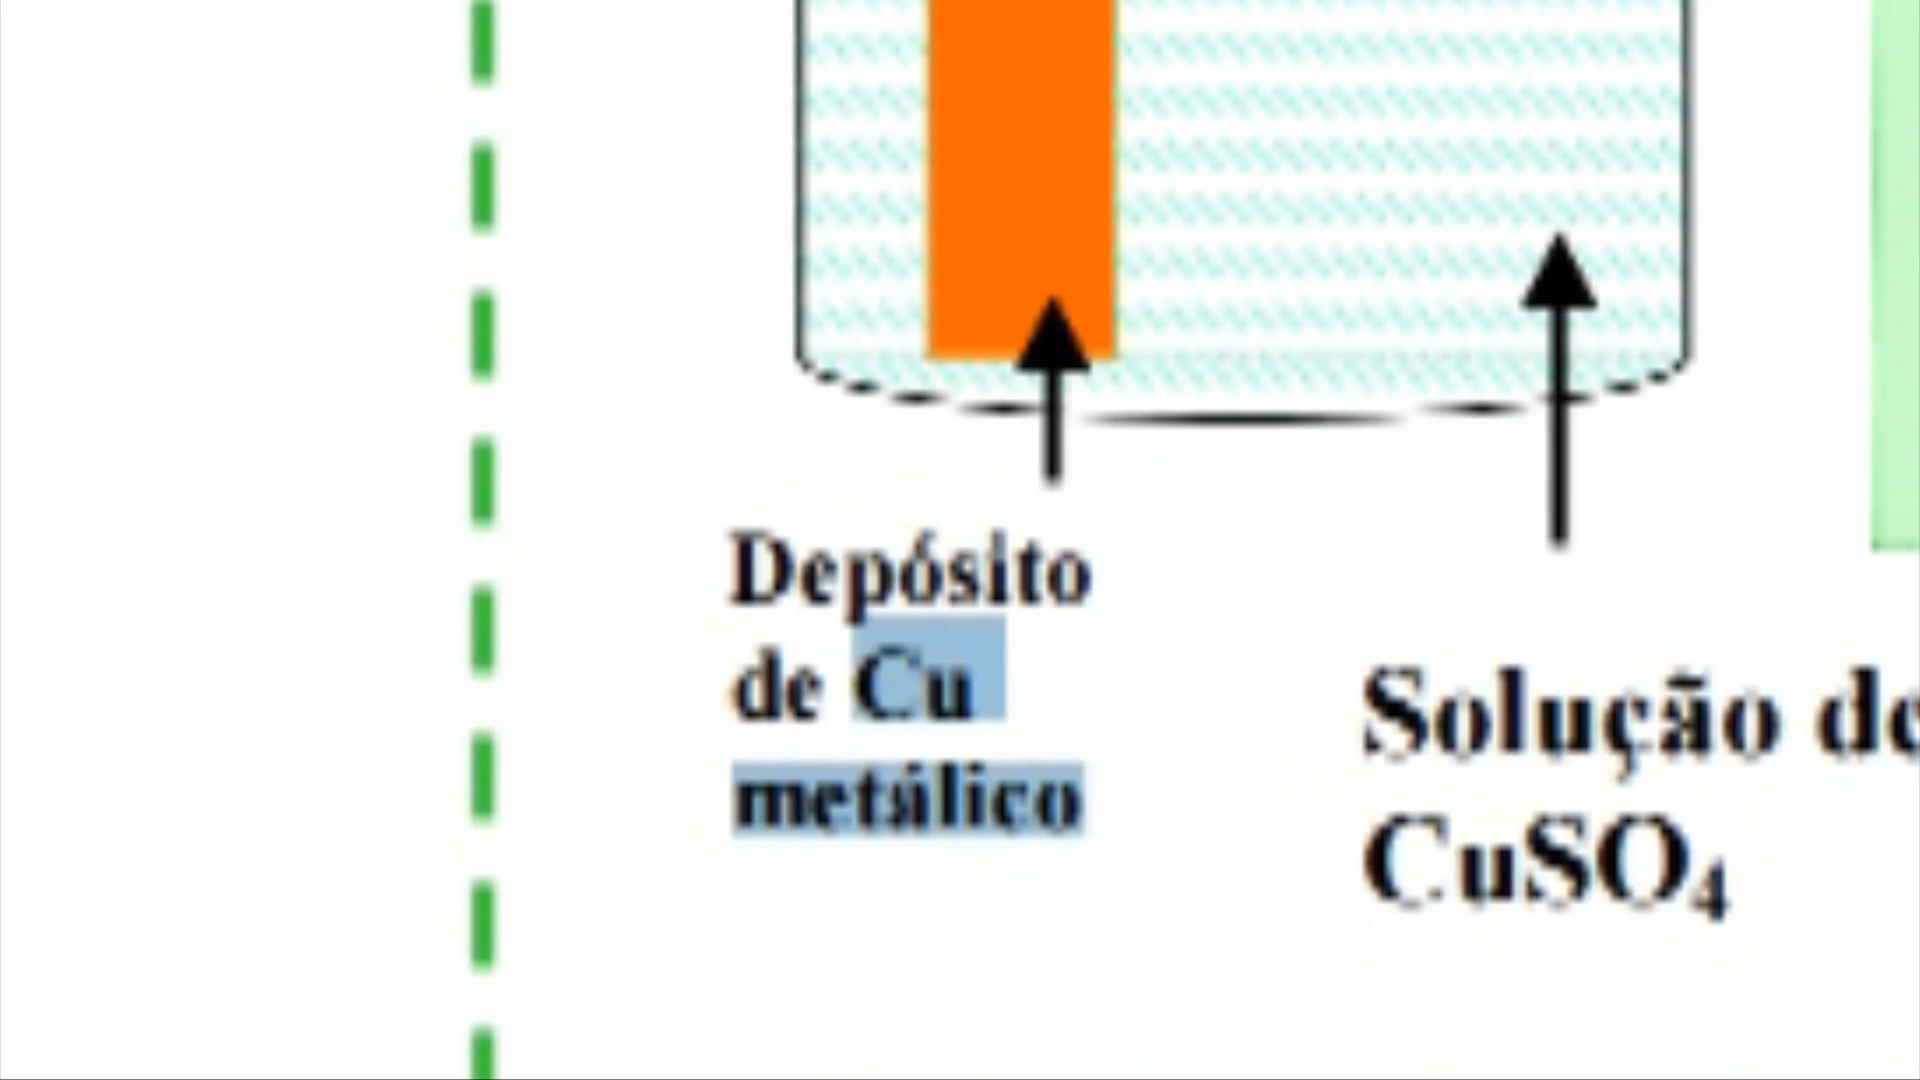 Depósito
de Cu
metálico
Solução de
CuSO₄